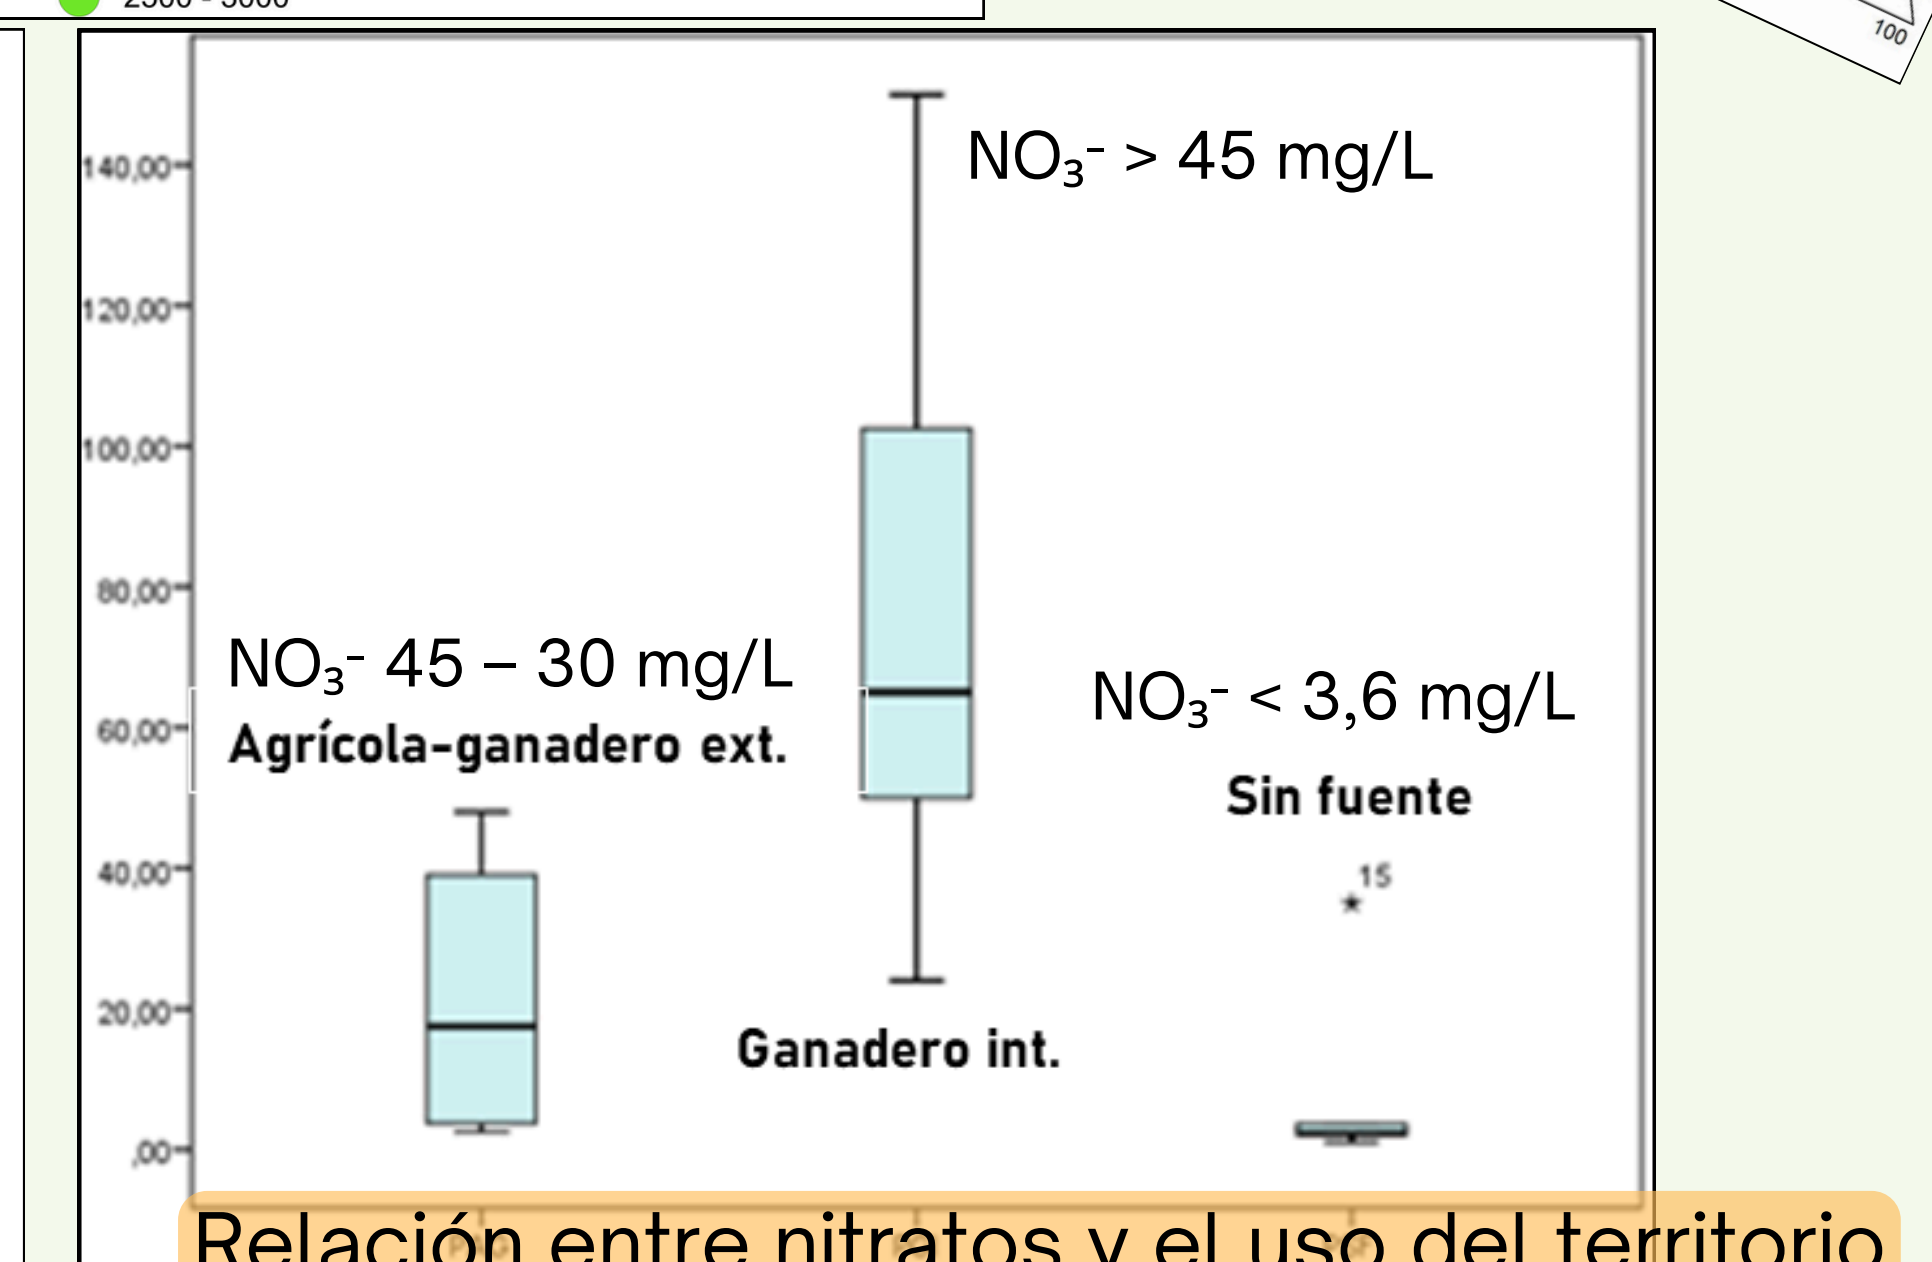 100
NO₃⁻ > 45 mg/L
140,00
120,00
100,00
80,00
NO₃⁻ 45 – 30 mg/L
NO₃⁻ < 3,6 mg/L
60,00
Agrícola-ganadero ext.
Sin fuente
40,00
15
20,00
Ganadero int.
,00
Relación entre nitratos y el uso del territorio